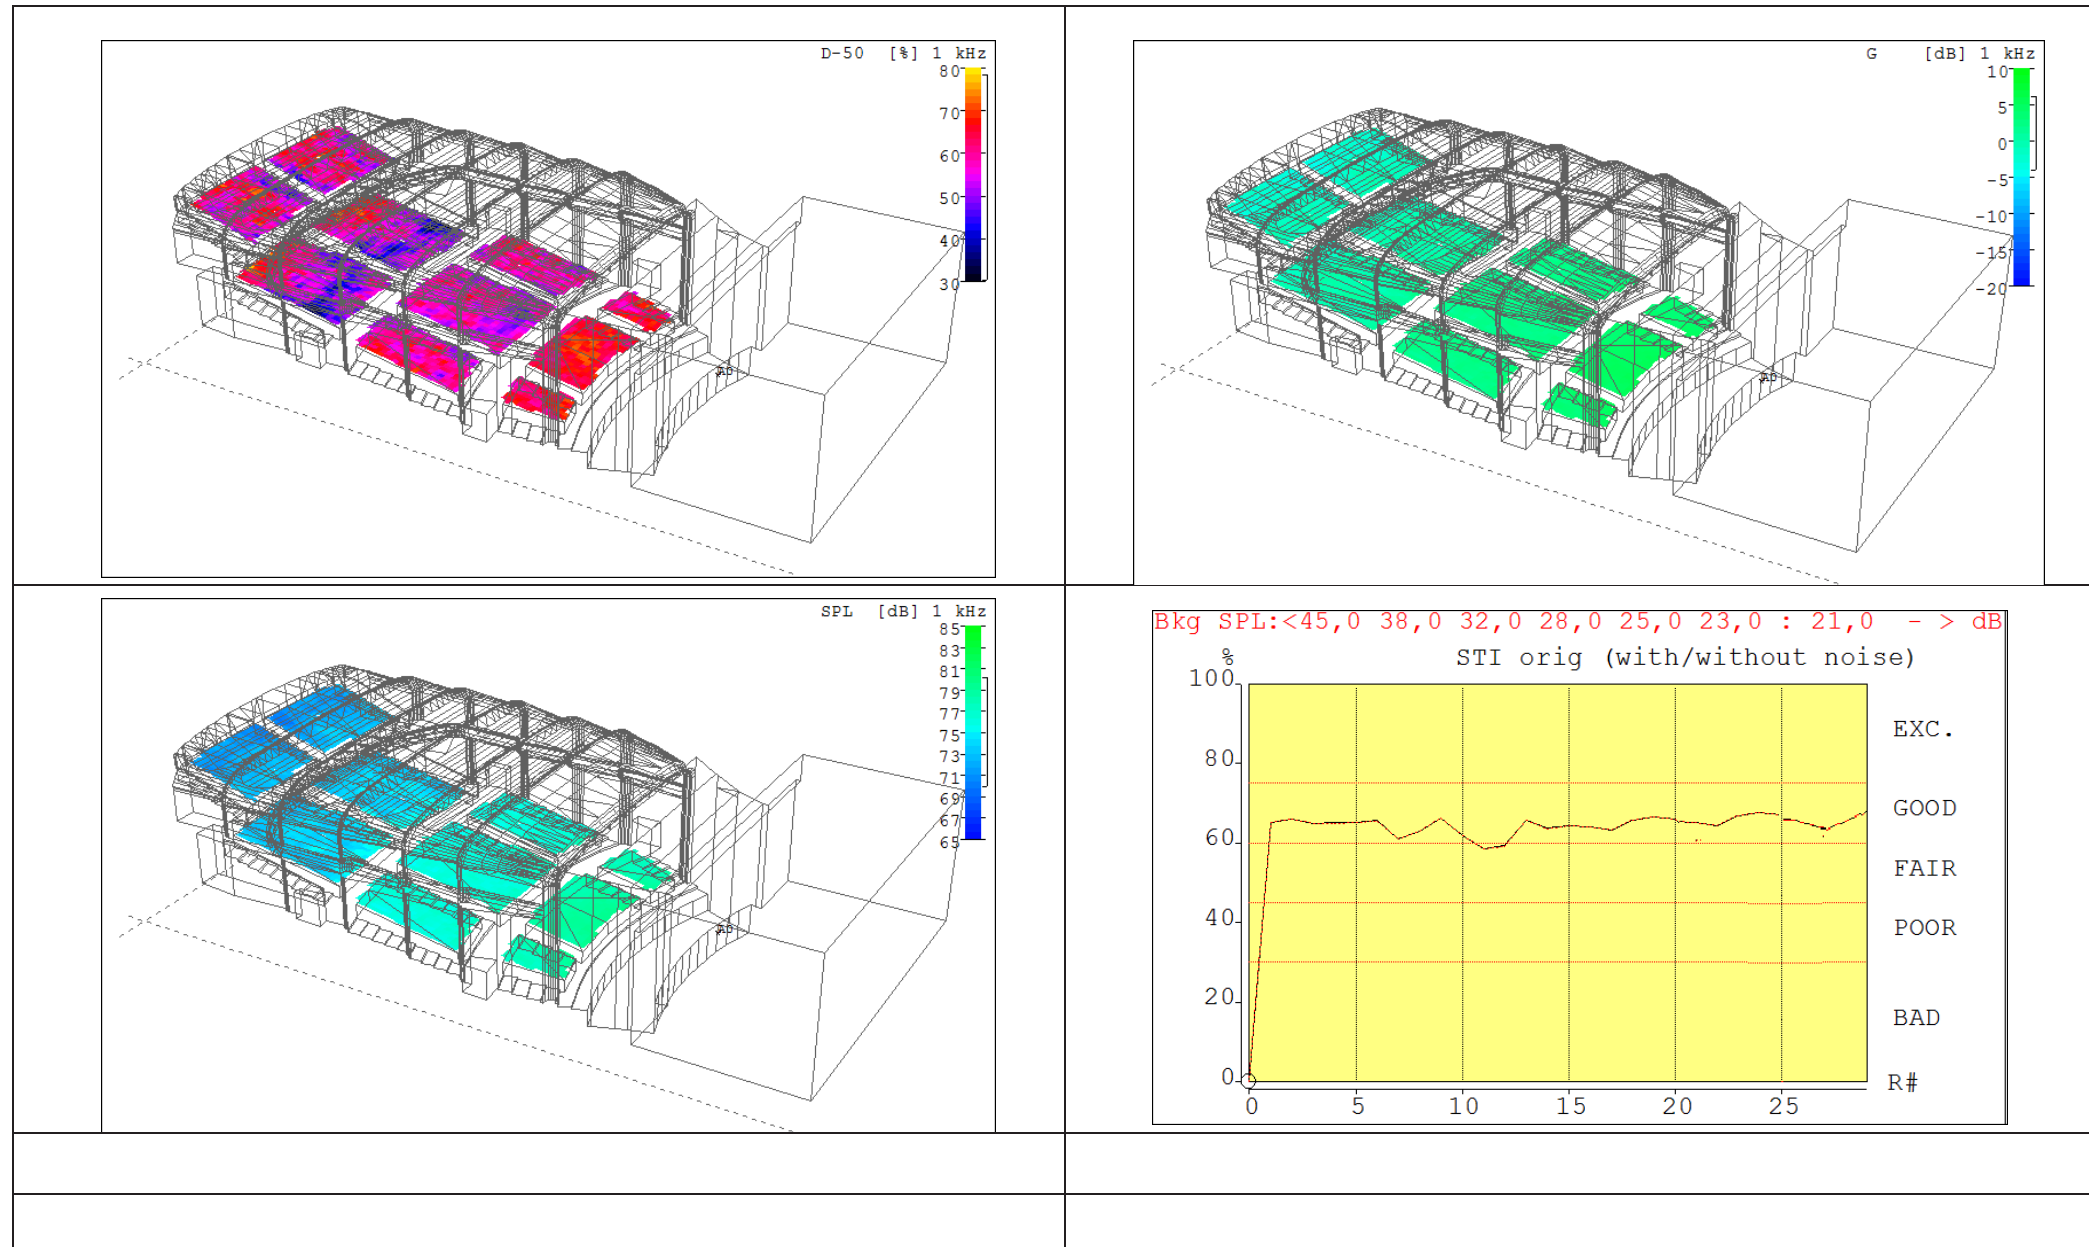 D-50 [%] 1 kHz
80
70
60
50
40
30
A0
G [dB] 1 kHz
10
5
0
-5
-10
-15
-20
A0
SPL [dB] 1 kHz
85
83
81
79
77
75
73
71
69
67
65
A0
Bkg SPL:<45,0 38,0 32,0 28,0 25,0 23,0 : 21,0 - > dB
% STI orig (with/without noise)
100
EXC.
80
GOOD
60
FAIR
40
POOR
20
BAD
0
R#
0 5 10 15 20 25